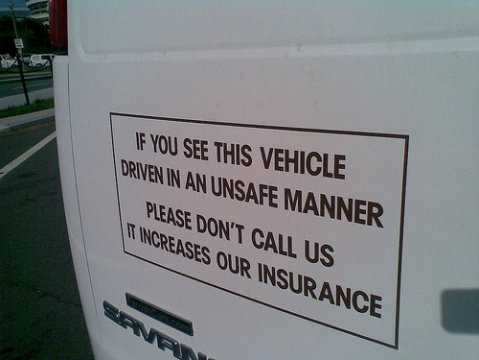 IF YOU SEE THIS VEHICLE
DRIVEN IN AN UNSAFE MANNER
PLEASE DON'T CALL US
IT INCREASES OUR INSURANCE